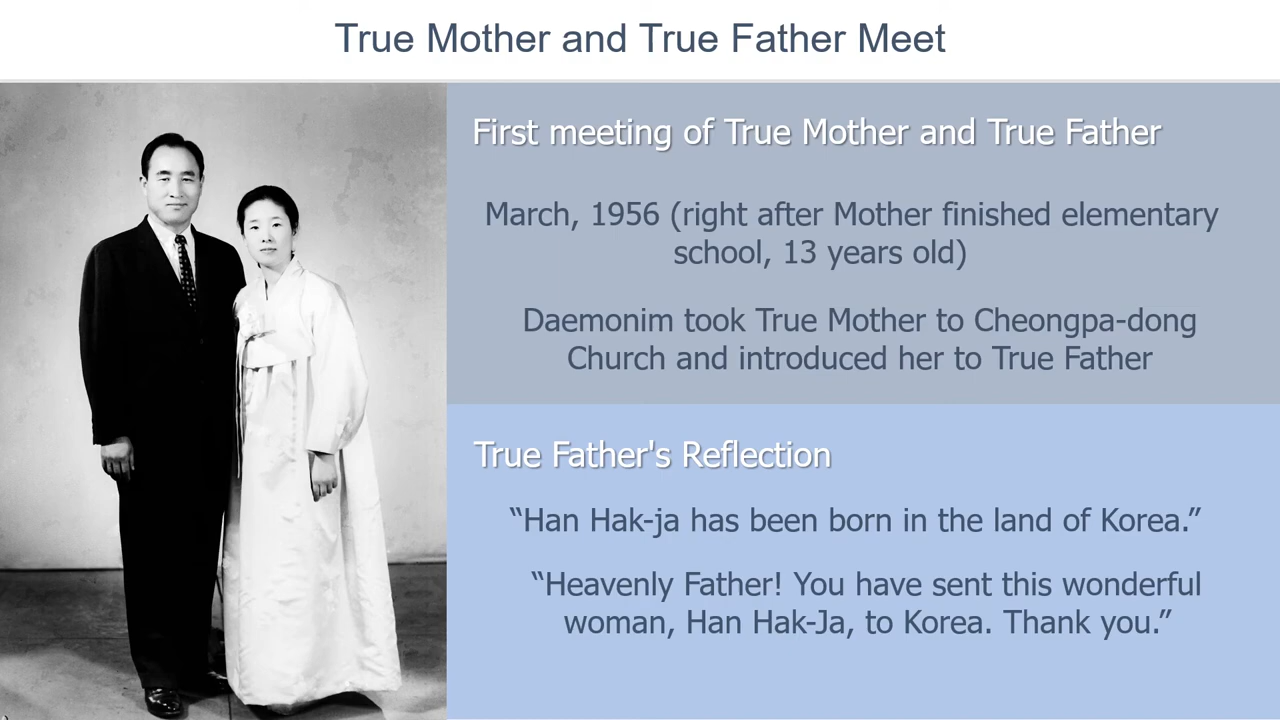 True Mother and True Father Meet
First meeting of True Mother and True Father
March, 1956 (right after Mother finished elementary
school, 13 years old)
Daemonim took True Mother to Cheongpa-dong
Church and introduced her to True Father
True Father's Reflection
“Han Hak-ja has been born in the land of Korea.”
“Heavenly Father! You have sent this wonderful
woman, Han Hak-Ja, to Korea. Thank you.”